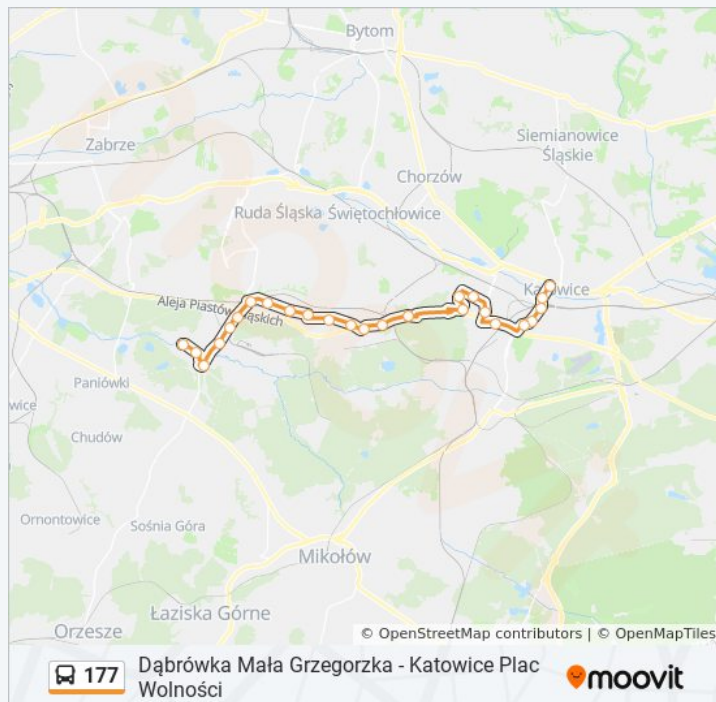 Bytom
Siemianowice
Śląskie
Zabrze
Chorzów
Ruda Śląska Świętochłowice
Katowice
Aleja Piastów Śląskich
Paniówki
wice
Chudów
Ornontowice
Sośnia Góra
Mikołów
Łaziska Górne
Orzesze
© OpenStreetMap contributors | © OpenMapTiles
177
Dąbrówka Mała Grzegorzka - Katowice Plac
Wolności
moovit